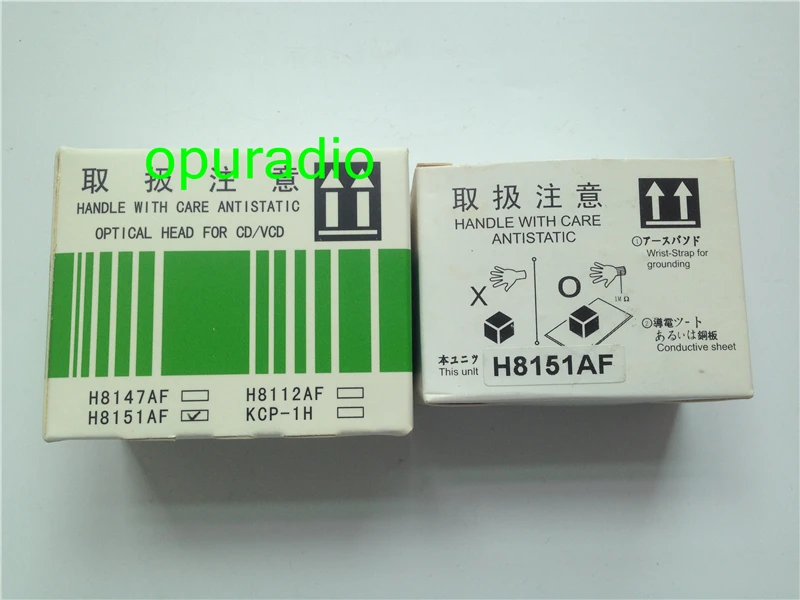 opuradio
取 扱 注 意
HANDLE WITH CARE ANTISTATIC
OPTICAL HEAD FOR CD/VCD
H8147AF
H8112AF
H8151AF
KCP-1H
取扱注意
HANDLE WITH CARE
ANTISTATIC
①アースバンド
Wrist-Strap for
grounding
X
O
1M Ω
②導電ツート
あるいは銅板
Conductive sheet
本ユニツ
This unit
H8151AF